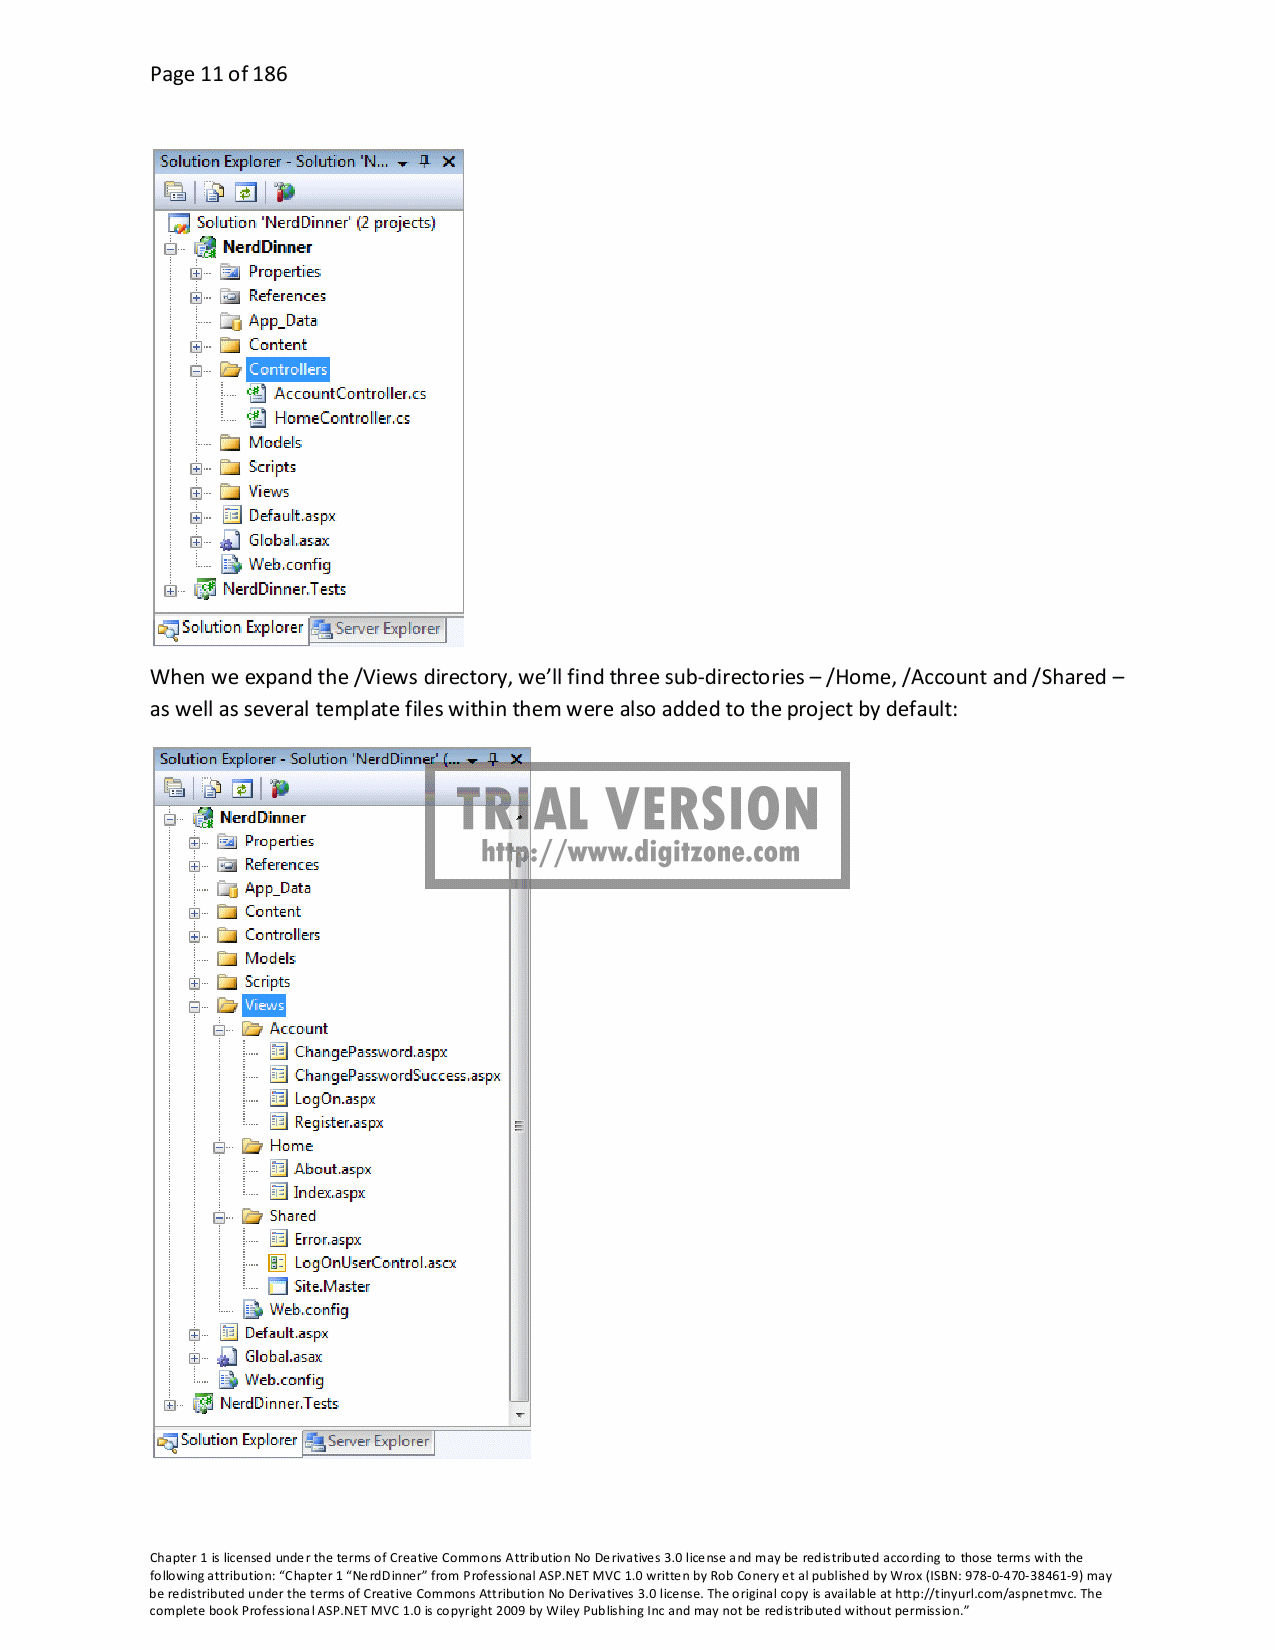 Page 11 of 186
Solution Explorer - Solution 'N...
Solution 'NerdDinner' (2 projects)
NerdDinner
Properties
References
App_Data
Content
Controllers
AccountController.cs
HomeController.cs
Models
Scripts
Views
Default.aspx
Global.asax
Web.config
NerdDinner.Tests
Solution Explorer Server Explorer
When we expand the /Views directory, we’ll find three sub-directories – /Home, /Account and /Shared –
as well as several template files within them were also added to the project by default:
Solution Explorer - Solution 'NerdDinner' (...
TRIAL VERSION
http://www.digitzone.com
NerdDinner
Properties
References
App_Data
Content
Controllers
Models
Scripts
Views
Account
ChangePassword.aspx
ChangePasswordSuccess.aspx
LogOn.aspx
Register.aspx
Home
About.aspx
Index.aspx
Shared
Error.aspx
LogOnUserControl.ascx
Site.Master
Web.config
Default.aspx
Global.asax
Web.config
NerdDinner.Tests
Solution Explorer Server Explorer
Chapter 1 is licensed under the terms of Creative Commons Attribution No Derivatives 3.0 license and may be redistributed according to those terms with the
following attribution: “Chapter 1 “NerdDinner” from Professional ASP.NET MVC 1.0 written by Rob Conery et al published by Wrox (ISBN: 978-0-470-38461-9) may
be redistributed under the terms of Creative Commons Attribution No Derivatives 3.0 license. The original copy is available at http://tinyurl.com/aspnetmvc. The
complete book Professional ASP.NET MVC 1.0 is copyright 2009 by Wiley Publishing Inc and may not be redistributed without permission.”